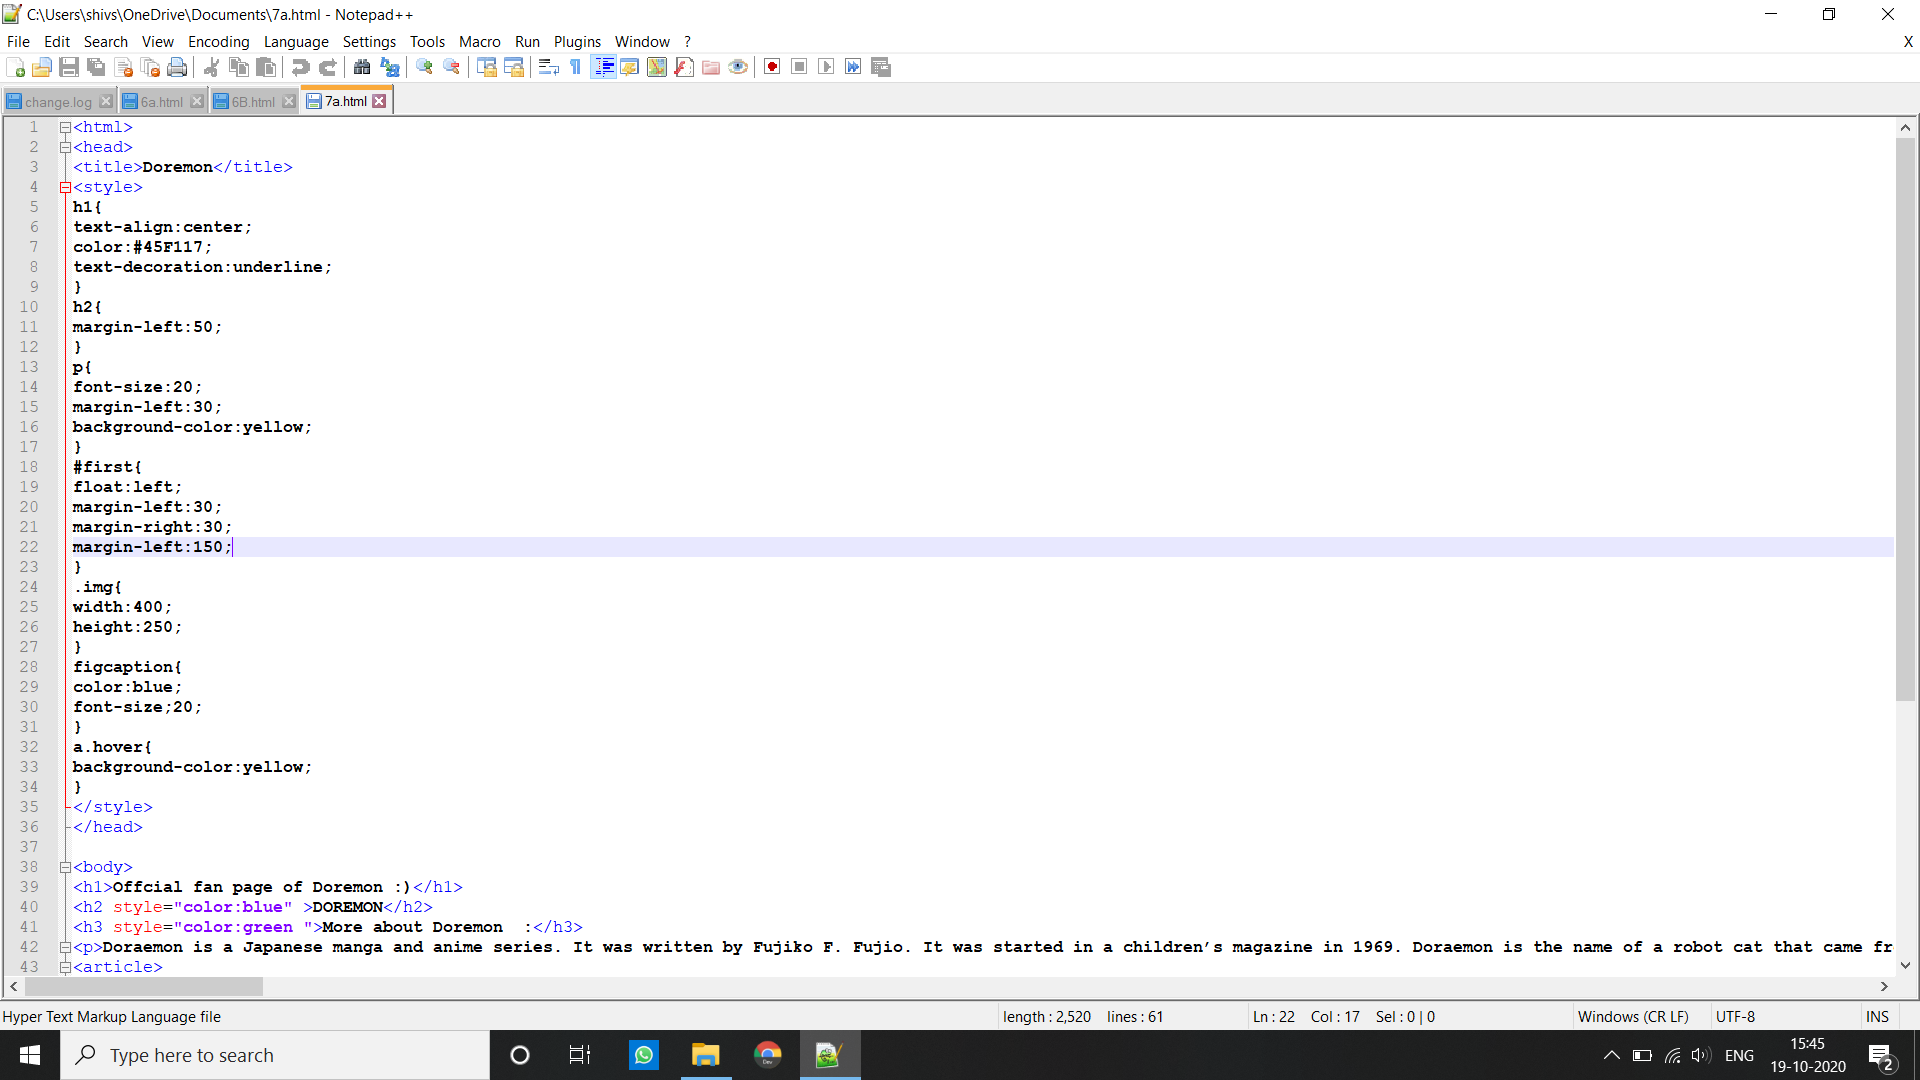 C:\Users\shivs\OneDrive\Documents\7a.html - Notepad++
File Edit Search View Encoding Language Settings Tools Macro Run Plugins Window ? X
change.log 6a.html 6B.html 7a.html
1 <html>
2 <head>
3 <title>Doremon</title>
4 <style>
5 h1{
6 text-align:center;
7 color:#45F117;
8 text-decoration:underline;
9 }
10 h2{
11 margin-left:50;
12 }
13 p{
14 font-size:20;
15 margin-left:30;
16 background-color:yellow;
17 }
18 #first{
19 float:left;
20 margin-left:30;
21 margin-right:30;
22 margin-left:150;
23 }
24 .img{
25 width:400;
26 height:250;
27 }
28 figcaption{
29 color:blue;
30 font-size;20;
31 }
32 a.hover{
33 background-color:yellow;
34 }
35 </style>
36 </head>
37
38 <body>
39 <h1>Offcial fan page of Doremon :)</h1>
40 <h2 style="color:blue" >DOREMON</h2>
41 <h3 style="color:green ">More about Doremon  :</h3>
42 <p>Doraemon is a Japanese manga and anime series. It was written by Fujiko F. Fujio. It was started in a children’s magazine in 1969. Doraemon is the name of a robot cat that came fr
43 <article>
Hyper Text Markup Language file length : 2,520 lines : 61 Ln : 22 Col : 17 Sel : 0 | 0 Windows (CR LF) UTF-8 INS
Type here to search
ENG
15:45
19-10-2020
2